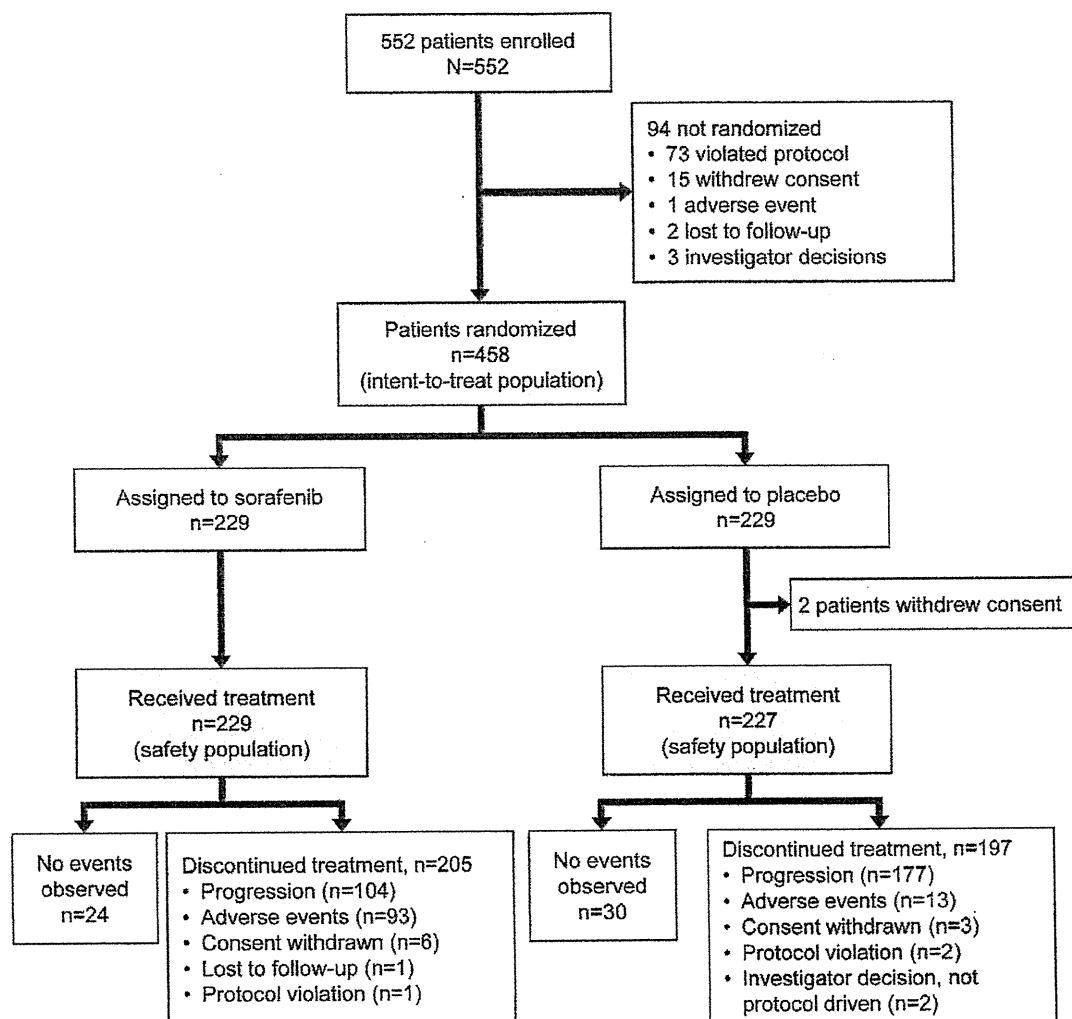 552 patients enrolled
N=552
94 not randomized
• 73 violated protocol
• 15 withdrew consent
• 1 adverse event
• 2 lost to follow-up
• 3 investigator decisions
Patients randomized
n=458
(intent-to-treat population)
Assigned to sorafenib
n=229
Assigned to placebo
n=229
2 patients withdrew consent
Received treatment
n=229
(safety population)
Received treatment
n=227
(safety population)
No events
observed
n=24
Discontinued treatment, n=205
• Progression (n=104)
• Adverse events (n=93)
• Consent withdrawn (n=6)
• Lost to follow-up (n=1)
• Protocol violation (n=1)
No events
observed
n=30
Discontinued treatment, n=197
• Progression (n=177)
• Adverse events (n=13)
• Consent withdrawn (n=3)
• Protocol violation (n=2)
• Investigator decision, not
protocol driven (n=2)